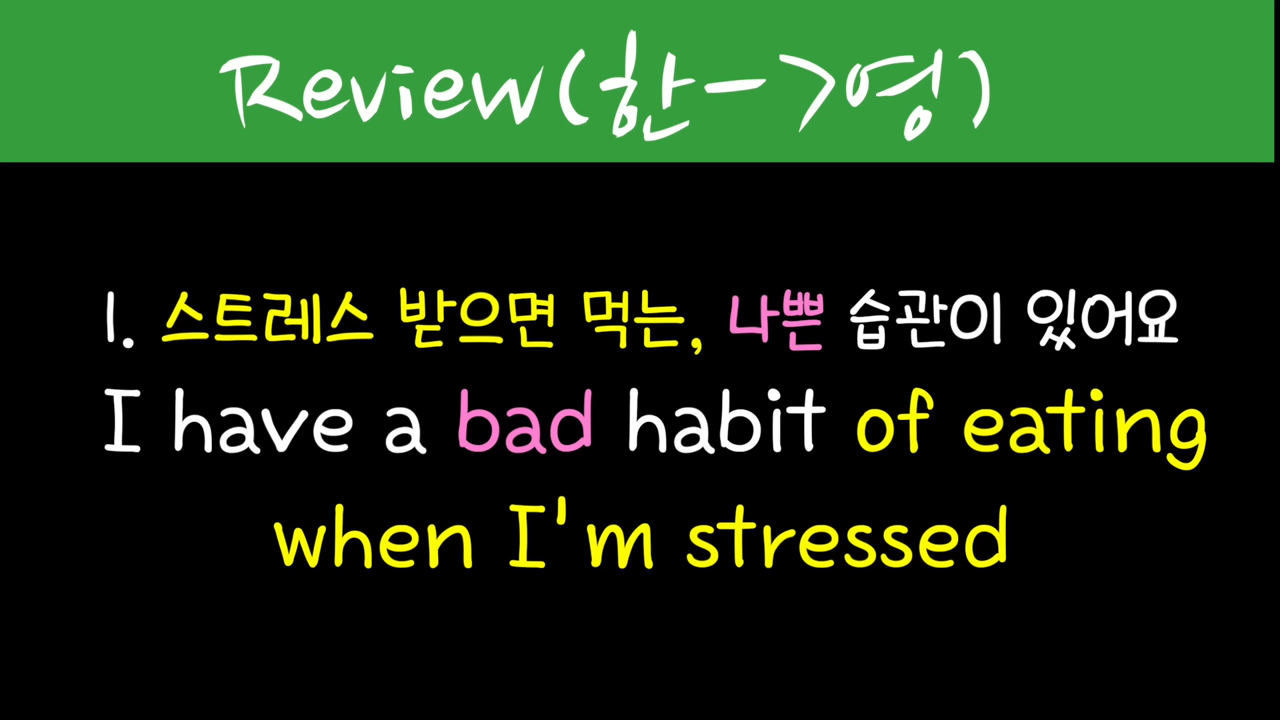 Review(한->영)
1. 스트레스 받으면 먹는, 나쁜 습관이 있어요
I have a bad habit of eating
when I'm stressed